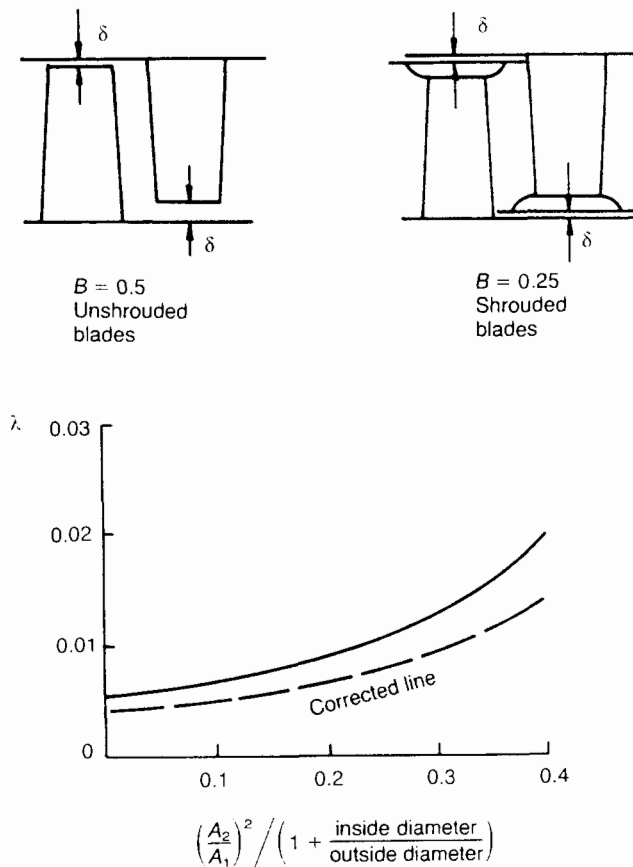 δ
δ
B = 0.5
Unshrouded
blades
δ
δ
B = 0.25
Shrouded
blades
λ
0.03
0.02
0.01
0
Corrected line
0.1
0.2
0.3
0.4
(A₂/A₁)² / (1 + inside diameter/outside diameter)